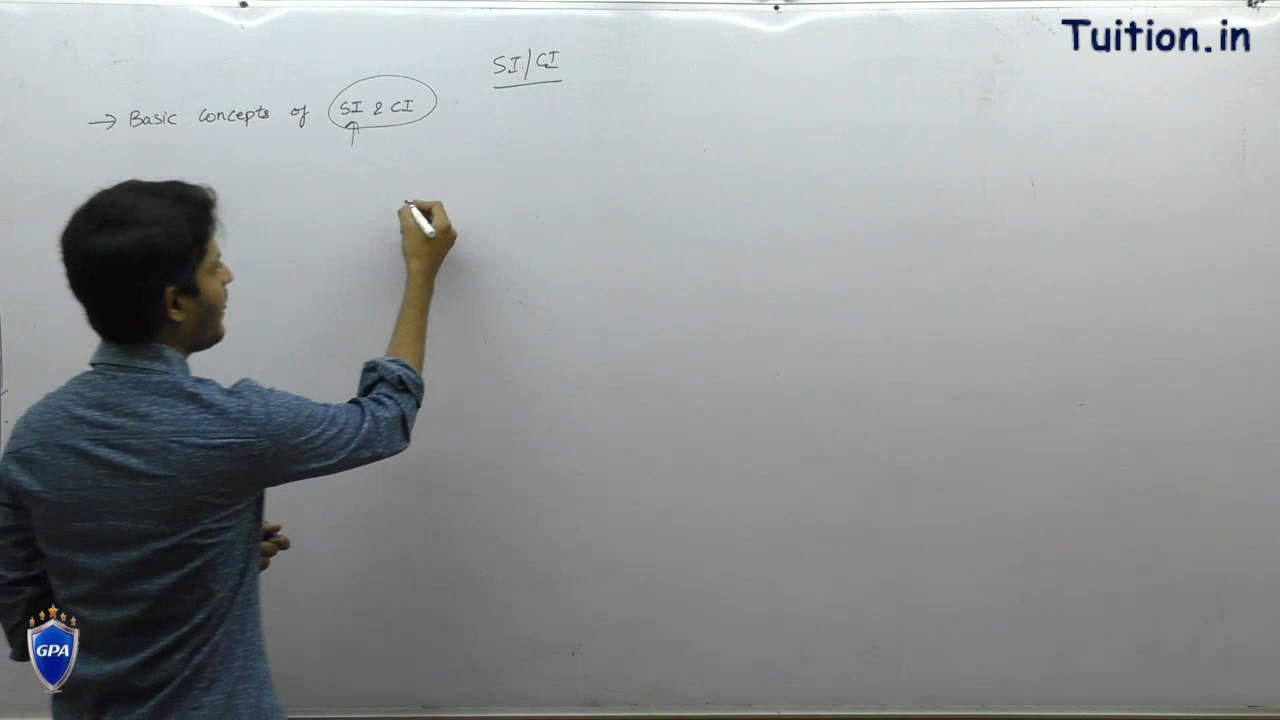 Tuition.in
SI/CI
→ Basic concepts of SI & CI
GPA